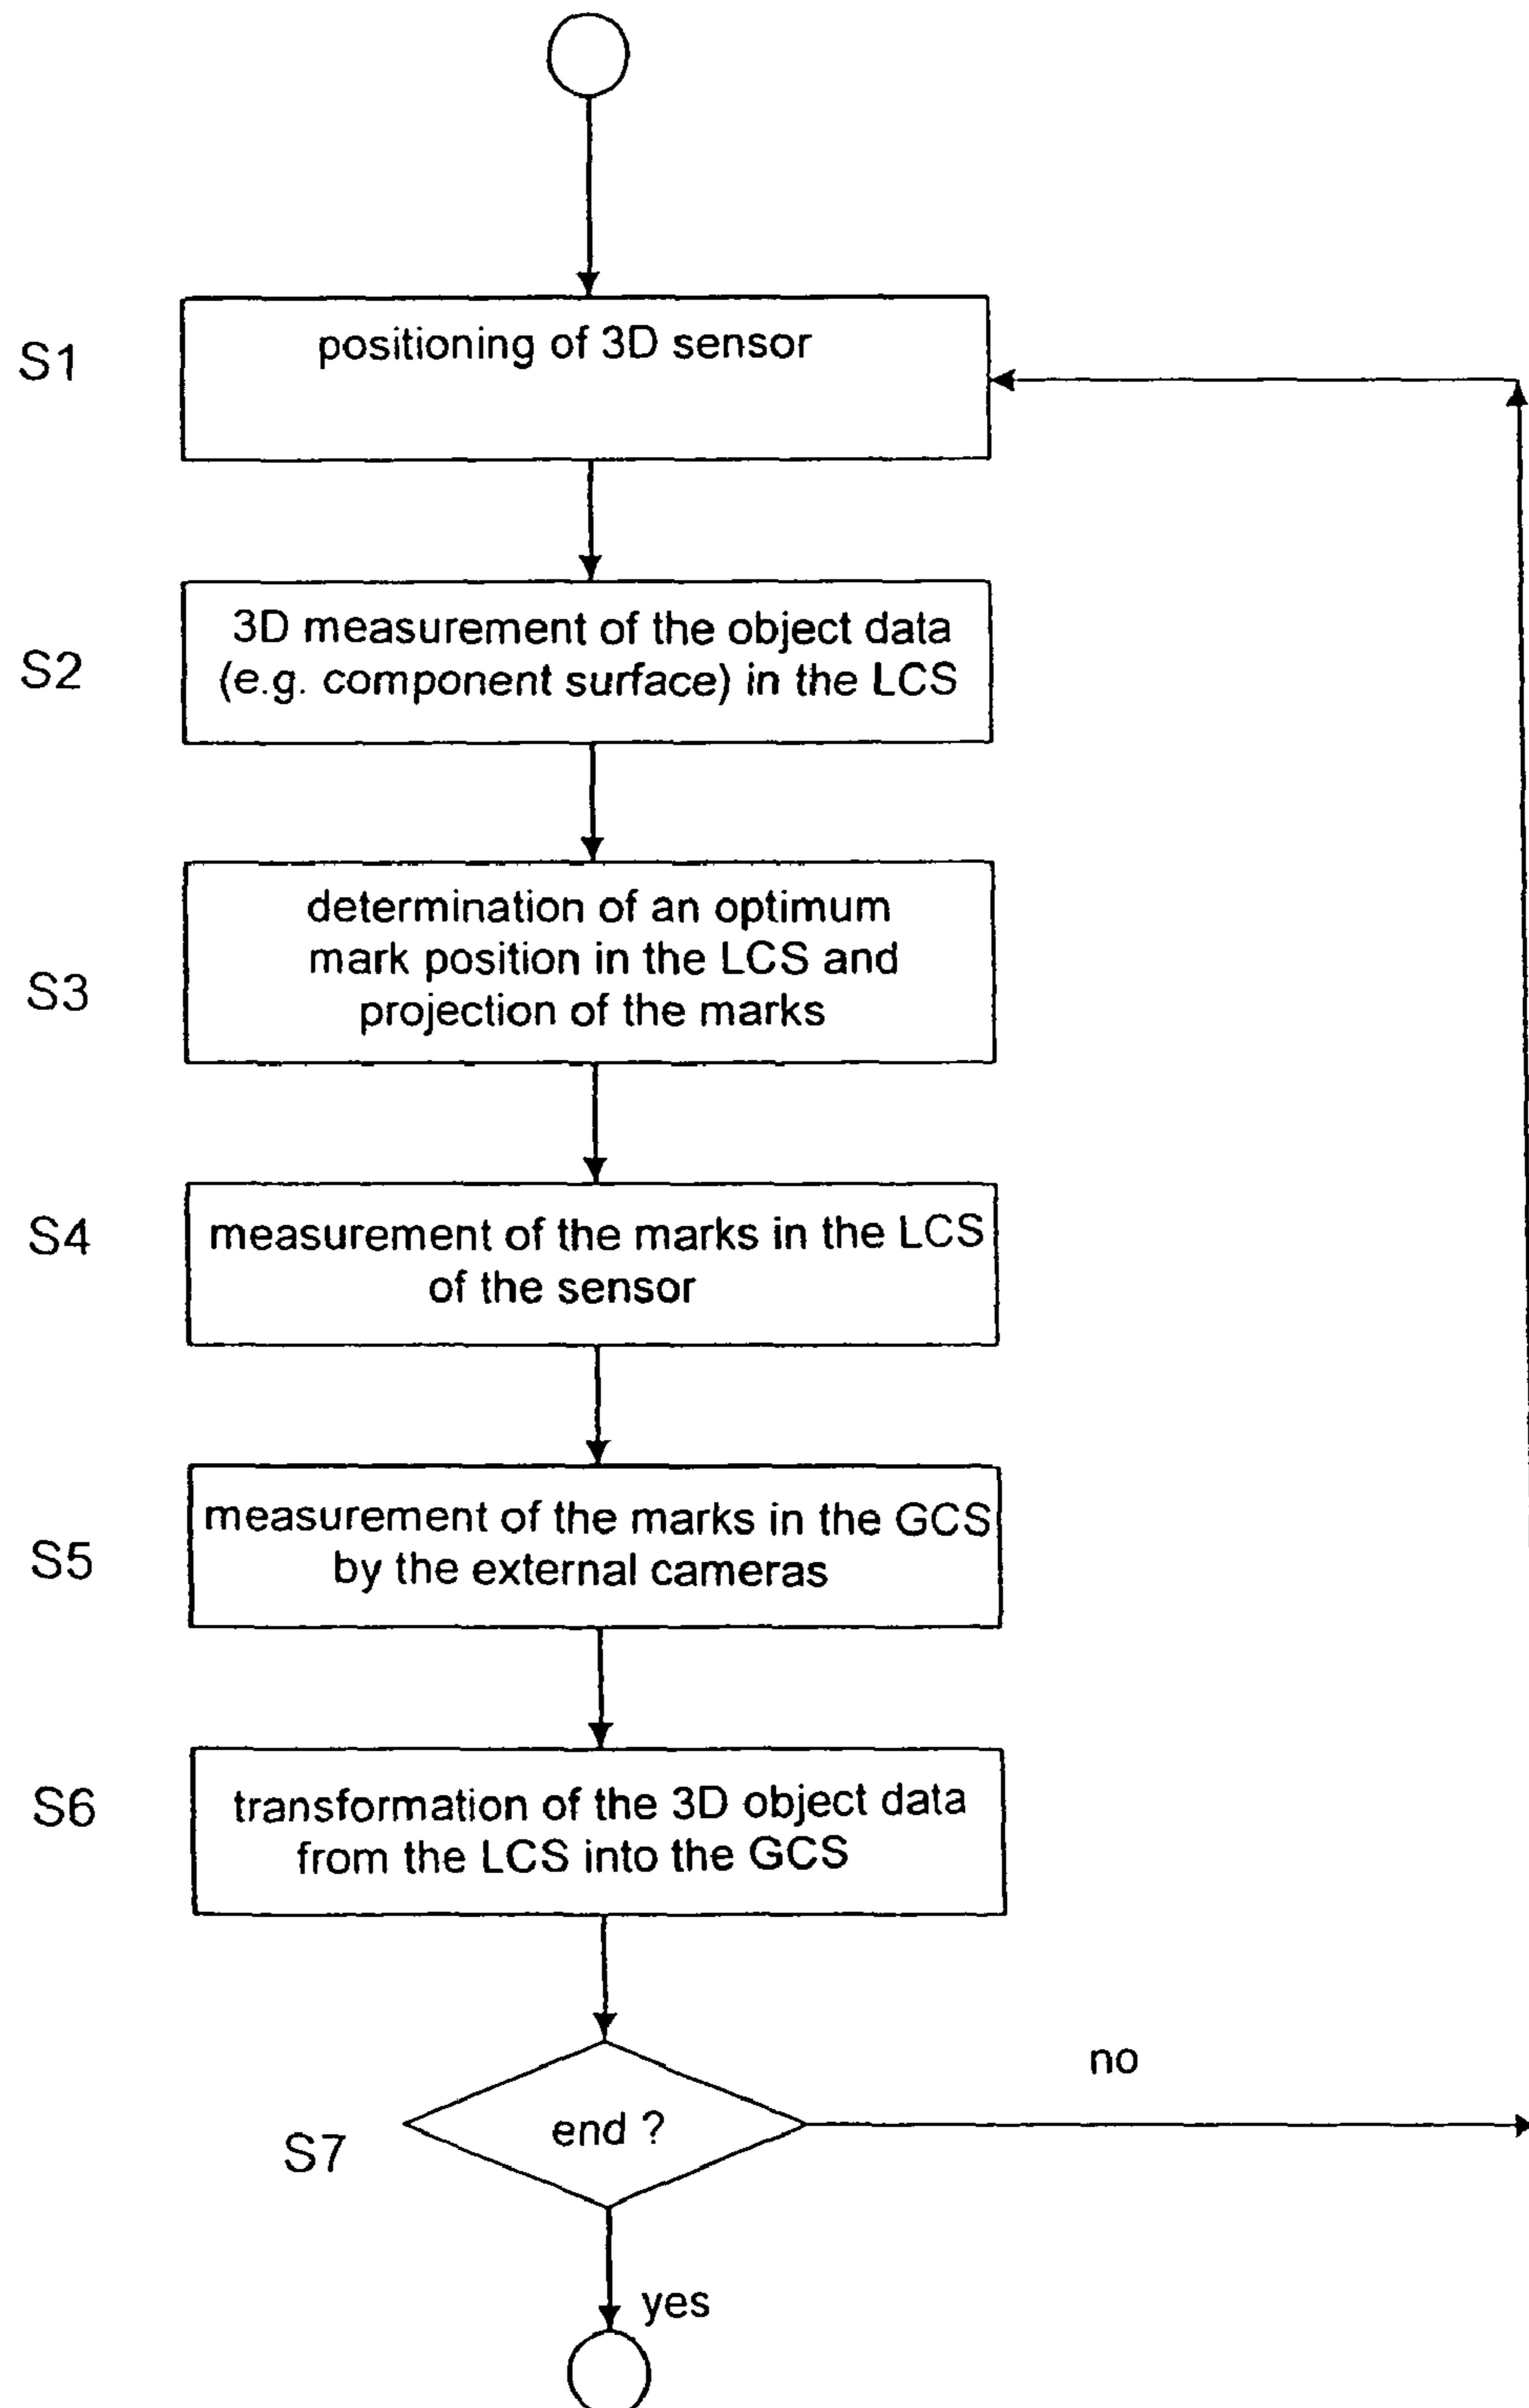 S1
positioning of 3D sensor
S2
3D measurement of the object data
(e.g. component surface) in the LCS
S3
determination of an optimum
mark position in the LCS and
projection of the marks
S4
measurement of the marks in the LCS
of the sensor
S5
measurement of the marks in the GCS
by the external cameras
S6
transformation of the 3D object data
from the LCS into the GCS
S7
end ?
no
yes